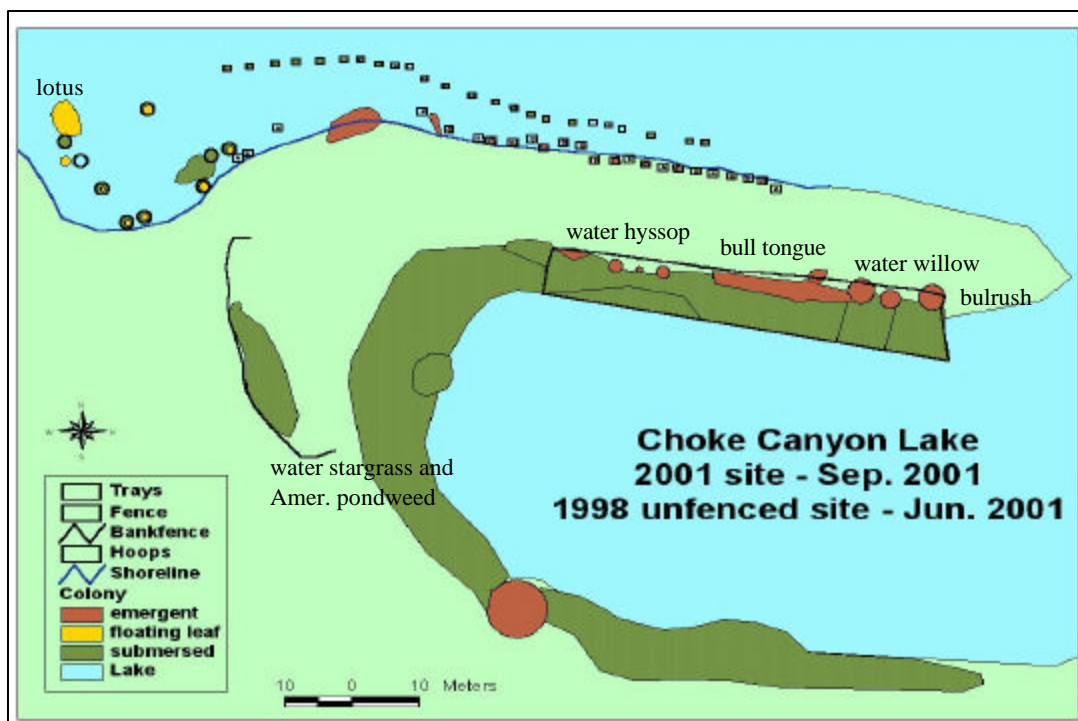 lotus
water hyssop
bull tongue
water willow
bulrush
water stargrass and
Amer. pondweed
Choke Canyon Lake
2001 site - Sep. 2001
1998 unfenced site - Jun. 2001
Trays
Fence
Bankfence
Hoops
Shoreline
Colony
emergent
floating leaf
submersed
Lake
10 0 10 Meters